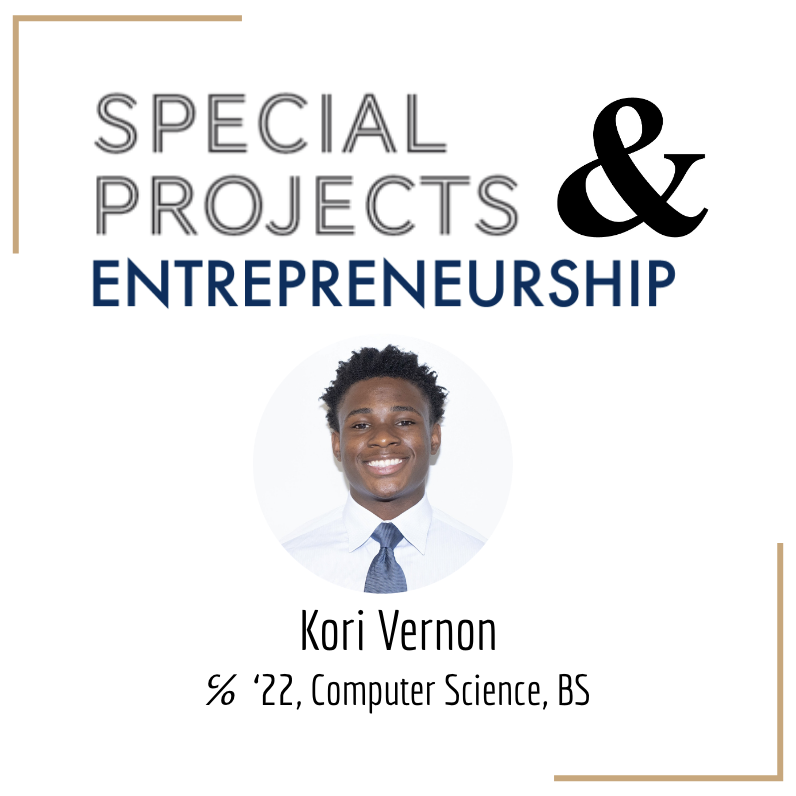 SPECIAL
PROJECTS &
ENTREPRENEURSHIP
Kori Vernon
℅ ‘22, Computer Science, BS